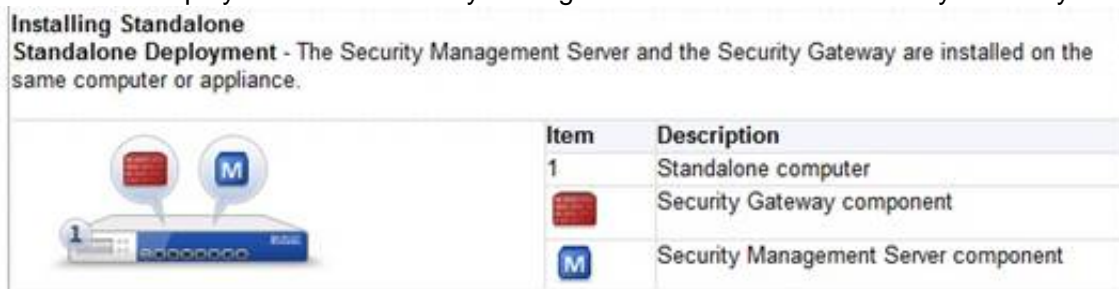 Installing Standalone
Standalone Deployment - The Security Management Server and the Security Gateway are installed on the
same computer or appliance.
Item Description
1 Standalone computer
Security Gateway component
M Security Management Server component
M
1